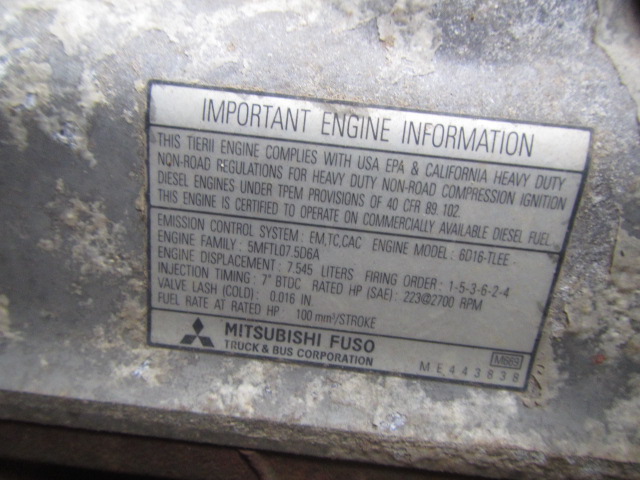 IMPORTANT ENGINE INFORMATION
THIS TIERII ENGINE COMPLIES WITH USA EPA & CALIFORNIA HEAVY DUTY
NON-ROAD REGULATIONS FOR HEAVY DUTY NON-ROAD COMPRESSION IGNITION
DIESEL ENGINES UNDER TPEM PROVISIONS OF 40 CFR 89.102.
THIS ENGINE IS CERTIFIED TO OPERATE ON COMMERCIALLY AVAILABLE DIESEL FUEL.
EMISSION CONTROL SYSTEM : EM,TC,CAC ENGINE MODEL : 6D16-TLEE
ENGINE FAMILY : 5MFTL07.5D6A
ENGINE DISPLACEMENT : 7.545 LITERS FIRING ORDER : 1-5-3-6-2-4
INJECTION TIMING : 7° BTDC RATED HP (SAE) : 223@2700 RPM
VALVE LASH (COLD) : 0.016 IN.
FUEL RATE AT RATED HP : 100 mm³/STROKE
MITSUBISHI FUSO
TRUCK & BUS CORPORATION
M669
ME443838